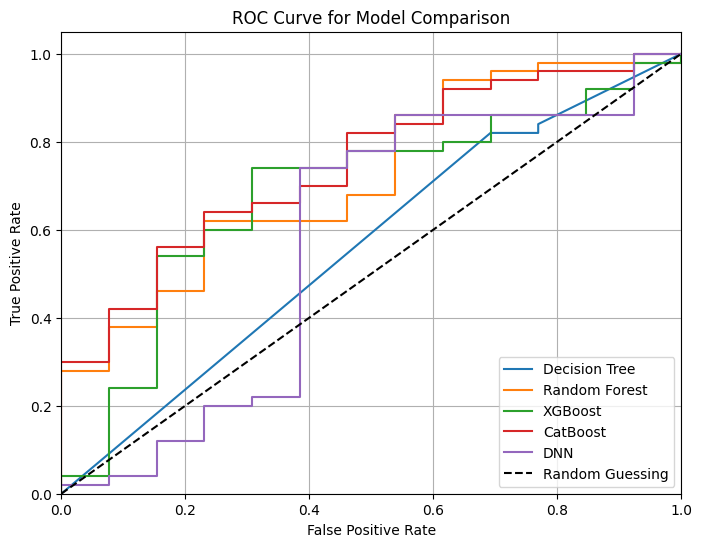 ROC Curve for Model Comparison
True Positive Rate
1.0
0.8
0.6
0.4
0.2
0.0
0.0 0.2 0.4 0.6 0.8 1.0
False Positive Rate
Decision Tree
Random Forest
XGBoost
CatBoost
DNN
Random Guessing